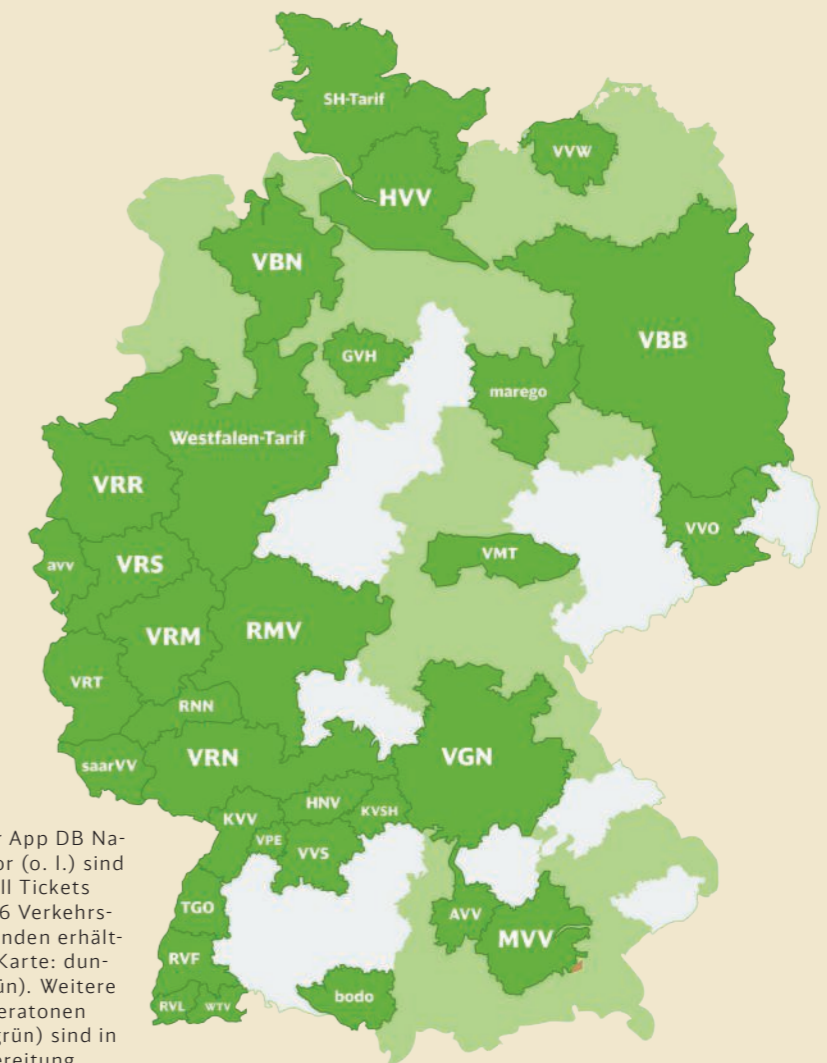 SH-Tarif
VVW
HVV
VBN
VBB
GVH
marego
Westfalen-Tarif
VRR
VVO
avv
VRS
VMT
VRM
RMV
VRT
RNN
saarVV
VRN
VGN
KVV
HNV
KVSH
VPE
VVS
TGO
AVV
MVV
RVF
bodo
RVL
WTV
r App DB Na-
or (o. l.) sind
ll Tickets
6 Verkehrs-
nden erhält-
Karte: dun-
ün). Weitere
eratonen
grün) sind in
ereitung